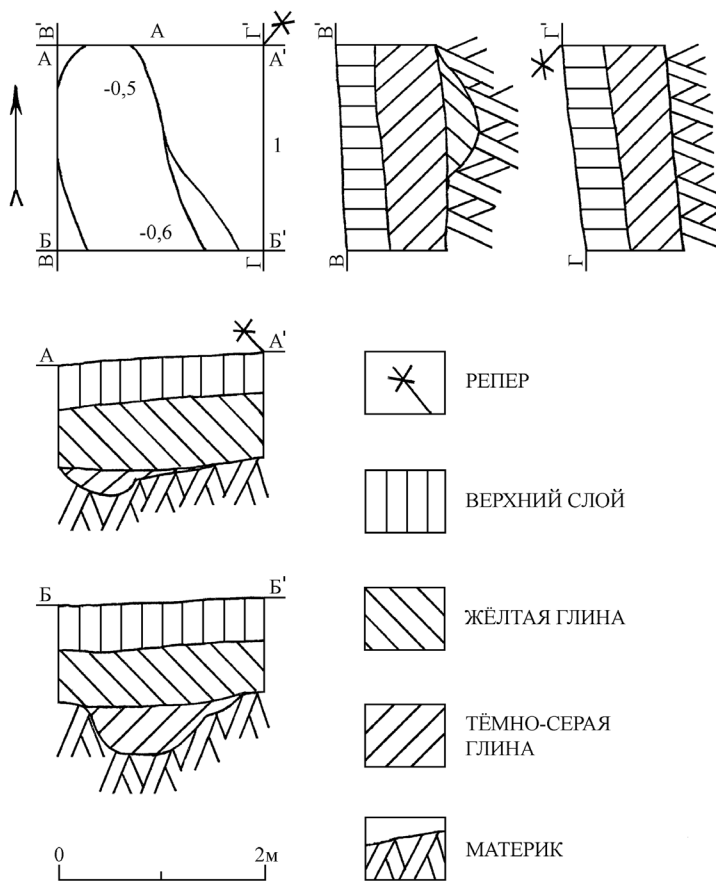 В'
А
Г'
В'
Г'
А
А'
-0,5
1
-0,6
Б
Б'
В
Г
В
Г
А
А'
РЕПЕР
ВЕРХНИЙ СЛОЙ
Б
Б'
ЖЁЛТАЯ ГЛИНА
ТЁМНО-СЕРАЯ
ГЛИНА
0
2м
МАТЕРИК